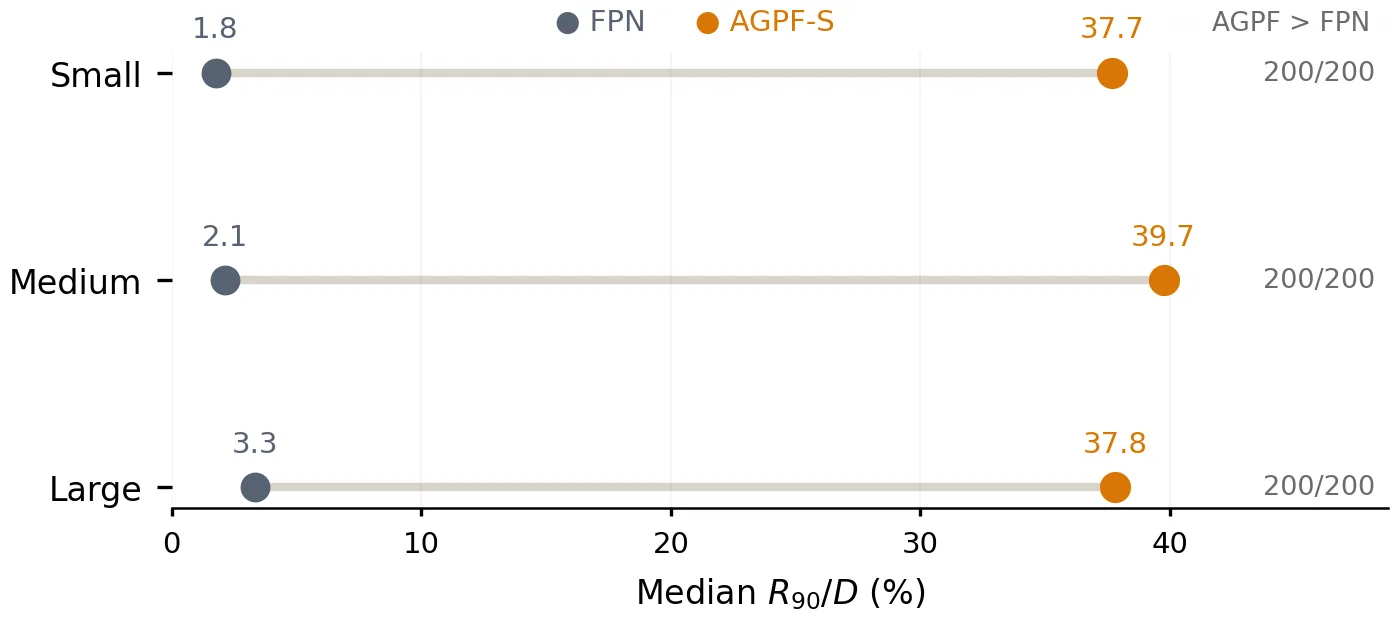 1.8 FPN AGPF-S 37.7 AGPF > FPN
Small 200/200
2.1 39.7
Medium 200/200
3.3 37.8
Large 200/200
0 10 20 30 40
Median R₉₀/D (%)